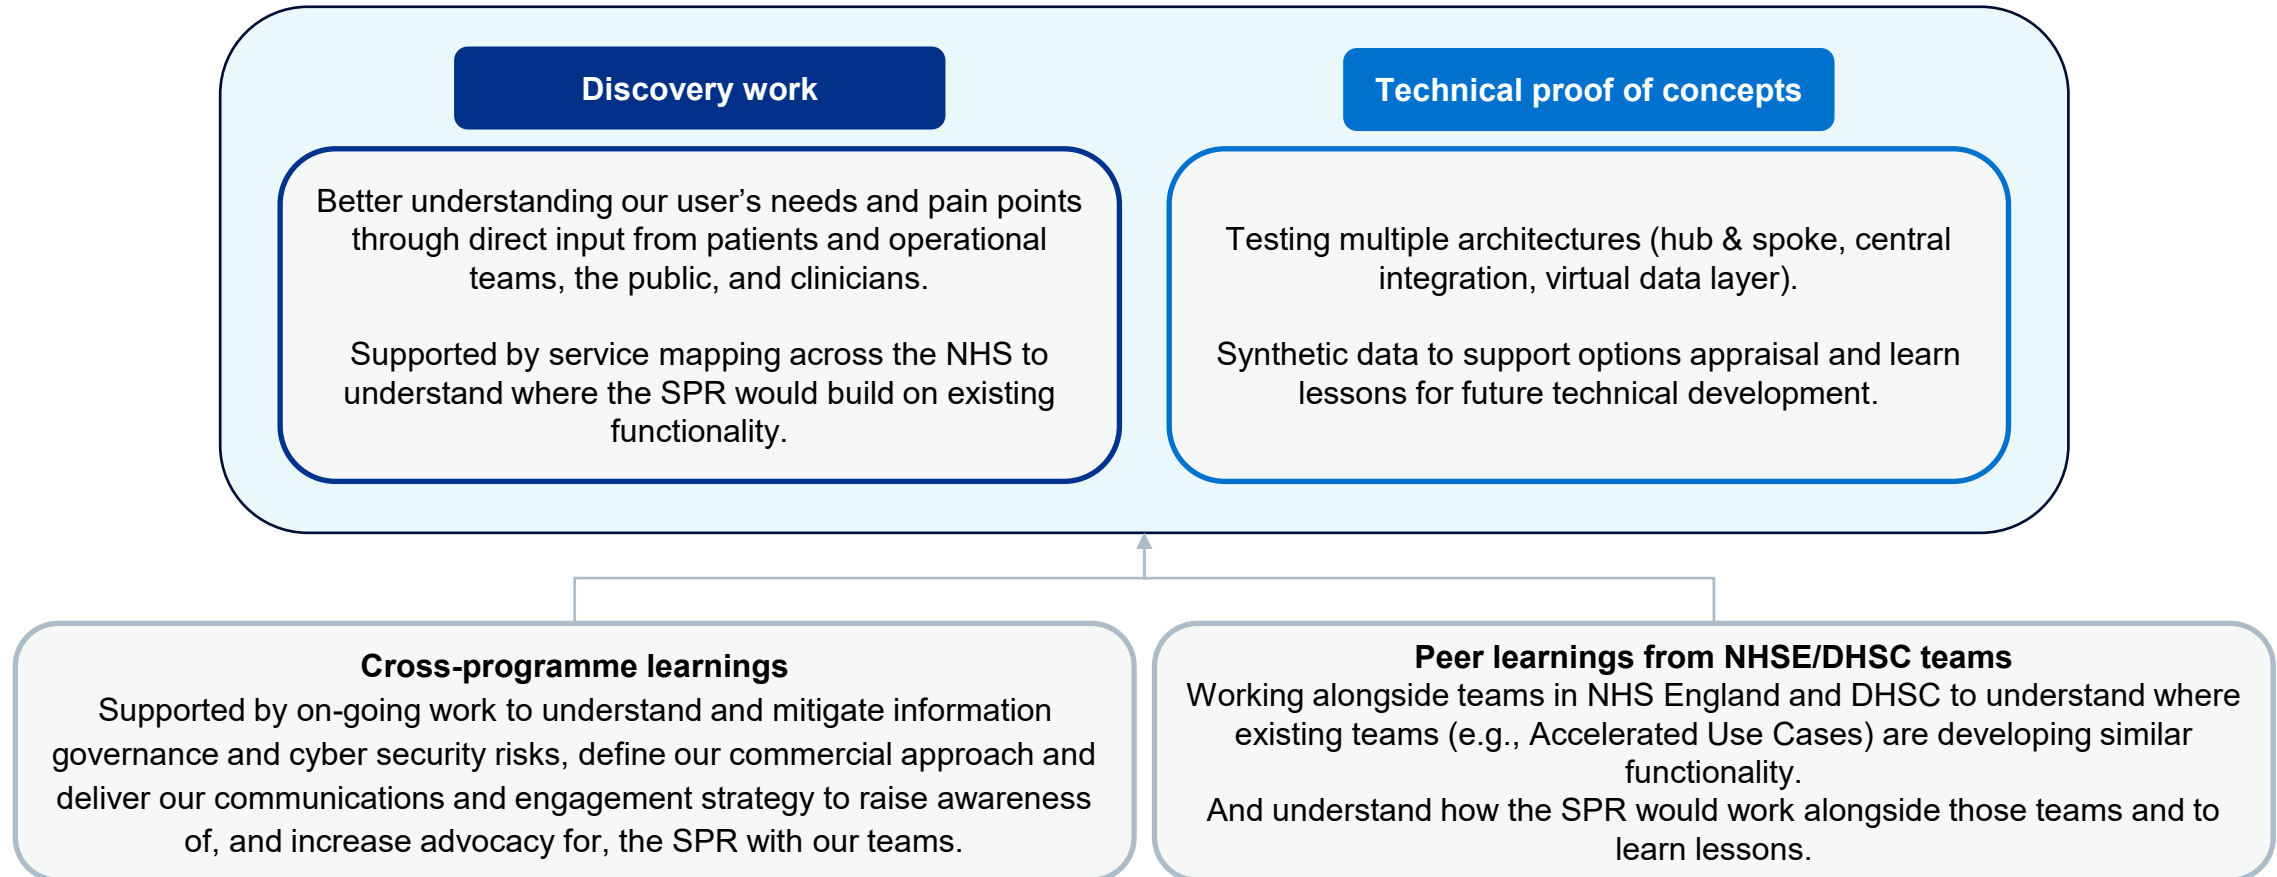 Discovery work
Better understanding our user’s needs and pain points
through direct input from patients and operational
teams, the public, and clinicians.
Supported by service mapping across the NHS to
understand where the SPR would build on existing
functionality.
Technical proof of concepts
Testing multiple architectures (hub & spoke, central
integration, virtual data layer).
Synthetic data to support options appraisal and learn
lessons for future technical development.
Cross-programme learnings
Supported by on-going work to understand and mitigate information
governance and cyber security risks, define our commercial approach and
deliver our communications and engagement strategy to raise awareness
of, and increase advocacy for, the SPR with our teams.
Peer learnings from NHSE/DHSC teams
Working alongside teams in NHS England and DHSC to understand where
existing teams (e.g., Accelerated Use Cases) are developing similar
functionality.
And understand how the SPR would work alongside those teams and to
learn lessons.